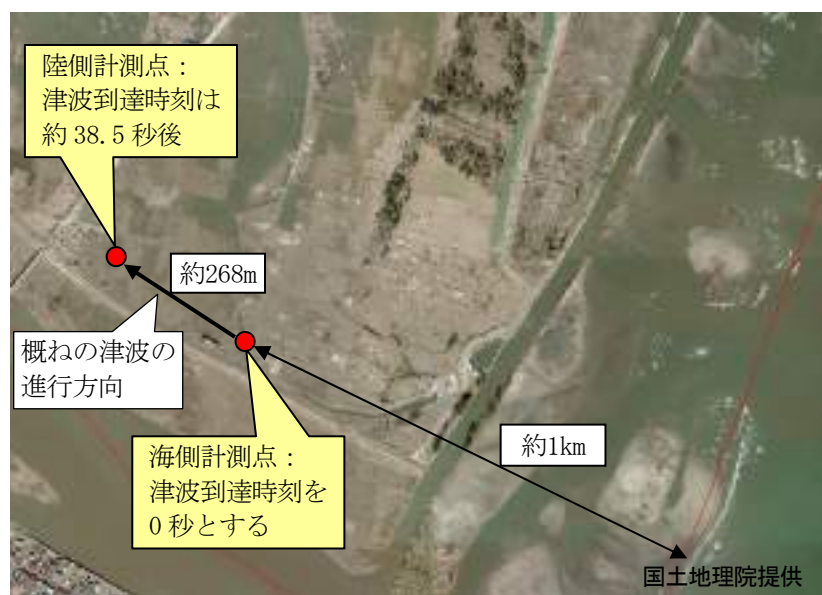 陸側計測点：
津波到達時刻は
約 38.5 秒後
約268m
概ねの津波の
進行方向
海側計測点：
津波到達時刻を
0 秒とする
約1km
国土地理院提供